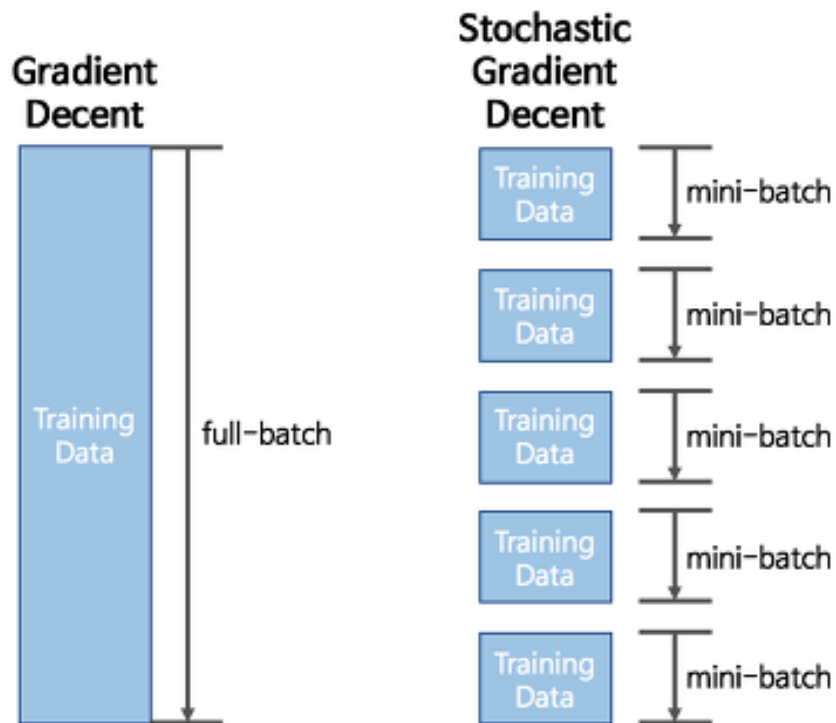 Gradient
Decent
Training
Data
full-batch
Stochastic
Gradient
Decent
Training
Data
mini-batch
Training
Data
mini-batch
Training
Data
mini-batch
Training
Data
mini-batch
Training
Data
mini-batch